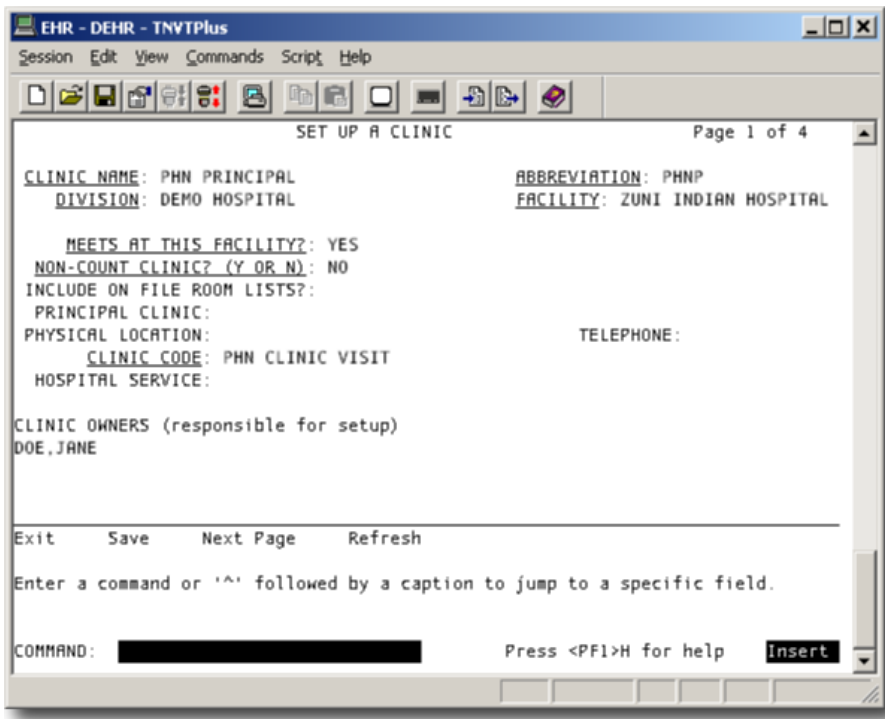 EHR - DEHR - TNVTPlus
Session Edit View Commands Script Help
SET UP A CLINIC Page 1 of 4
CLINIC NAME: PHN PRINCIPAL ABBREVIATION: PHNP
DIVISION: DEMO HOSPITAL FACILITY: ZUNI INDIAN HOSPITAL
MEETS AT THIS FACILITY?: YES
NON-COUNT CLINIC? (Y OR N): NO
INCLUDE ON FILE ROOM LISTS?:
PRINCIPAL CLINIC:
PHYSICAL LOCATION: TELEPHONE:
CLINIC CODE: PHN CLINIC VISIT
HOSPITAL SERVICE:
CLINIC OWNERS (responsible for setup)
DOE,JANE
Exit Save Next Page Refresh
Enter a command or '^' followed by a caption to jump to a specific field.
COMMAND: Press <PF1>H for help Insert